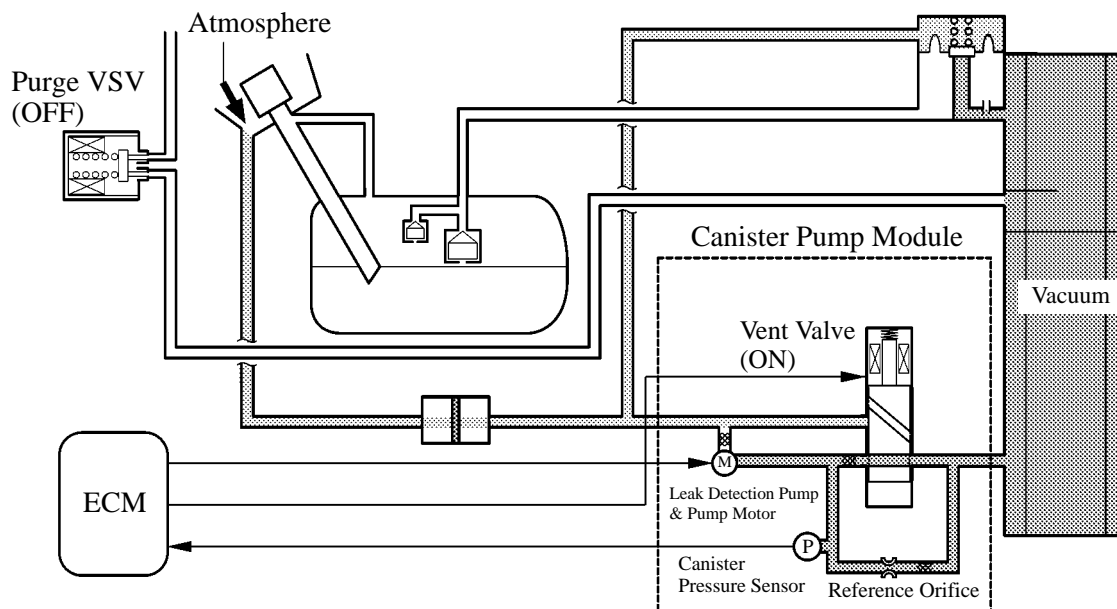 Atmosphere
Purge VSV
(OFF)
Canister Pump Module
Vacuum
Vent Valve
(ON)
ECM
M
Leak Detection Pump
& Pump Motor
P
Canister
Pressure Sensor
Reference Orifice